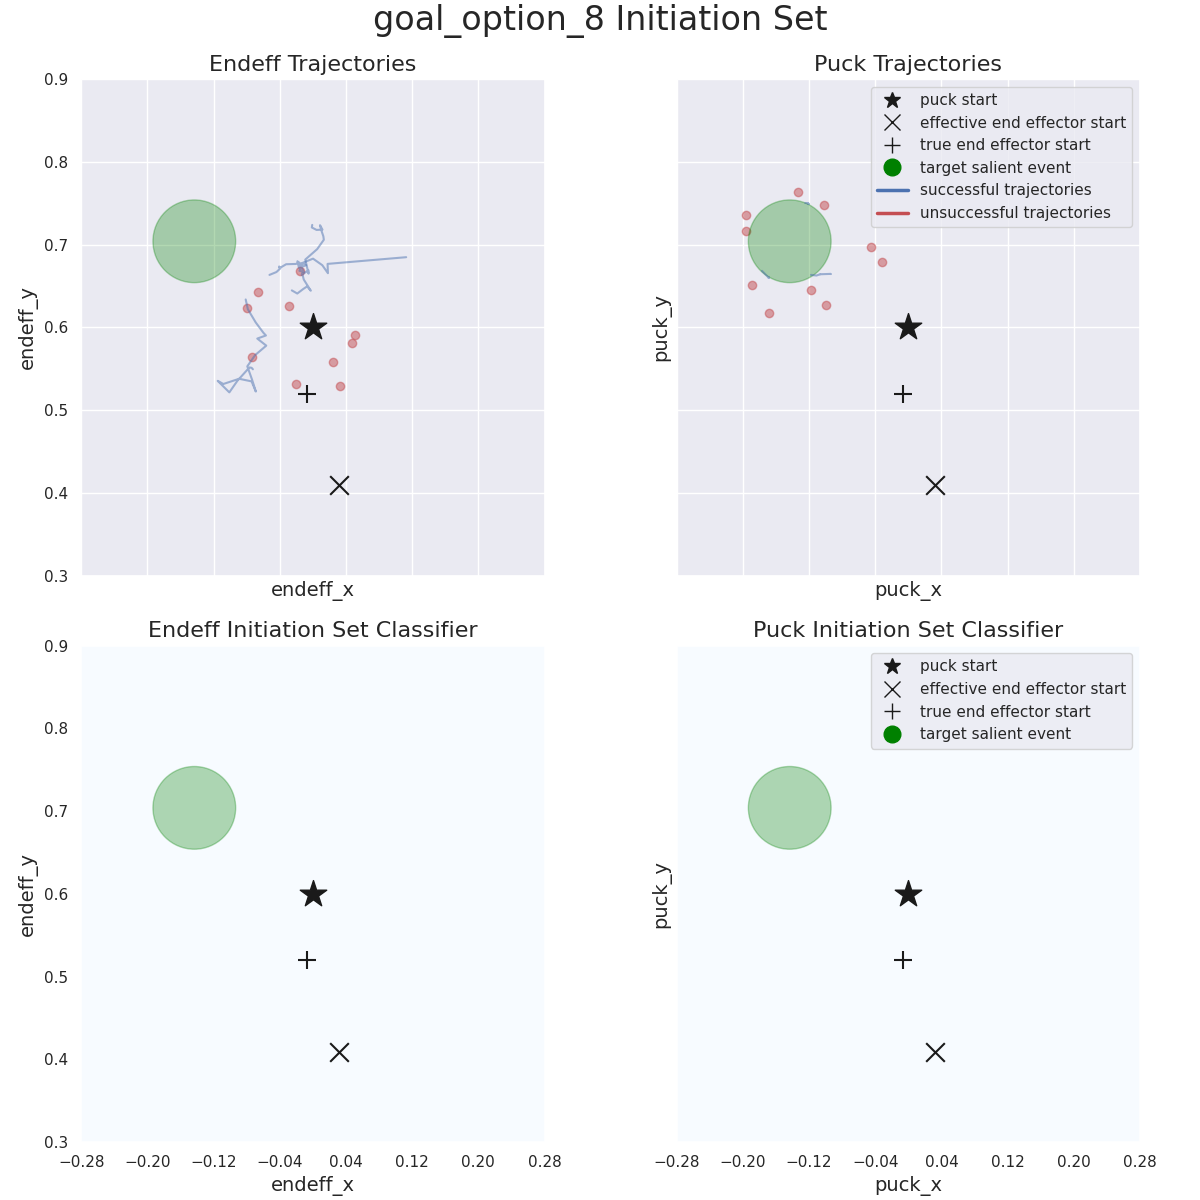 goal_option_8 Initiation Set
Endeff Trajectories
0.9
0.8
0.7
0.6
0.5
0.4
0.3
endeff_y
endeff_x
Puck Trajectories
puck start
effective end effector start
true end effector start
target salient event
successful trajectories
unsuccessful trajectories
puck_y
puck_x
Endeff Initiation Set Classifier
0.9
0.8
0.7
0.6
0.5
0.4
0.3
endeff_y
−0.28 −0.20 −0.12 −0.04 0.04 0.12 0.20 0.28
endeff_x
Puck Initiation Set Classifier
puck start
effective end effector start
true end effector start
target salient event
puck_y
−0.28 −0.20 −0.12 −0.04 0.04 0.12 0.20 0.28
puck_x